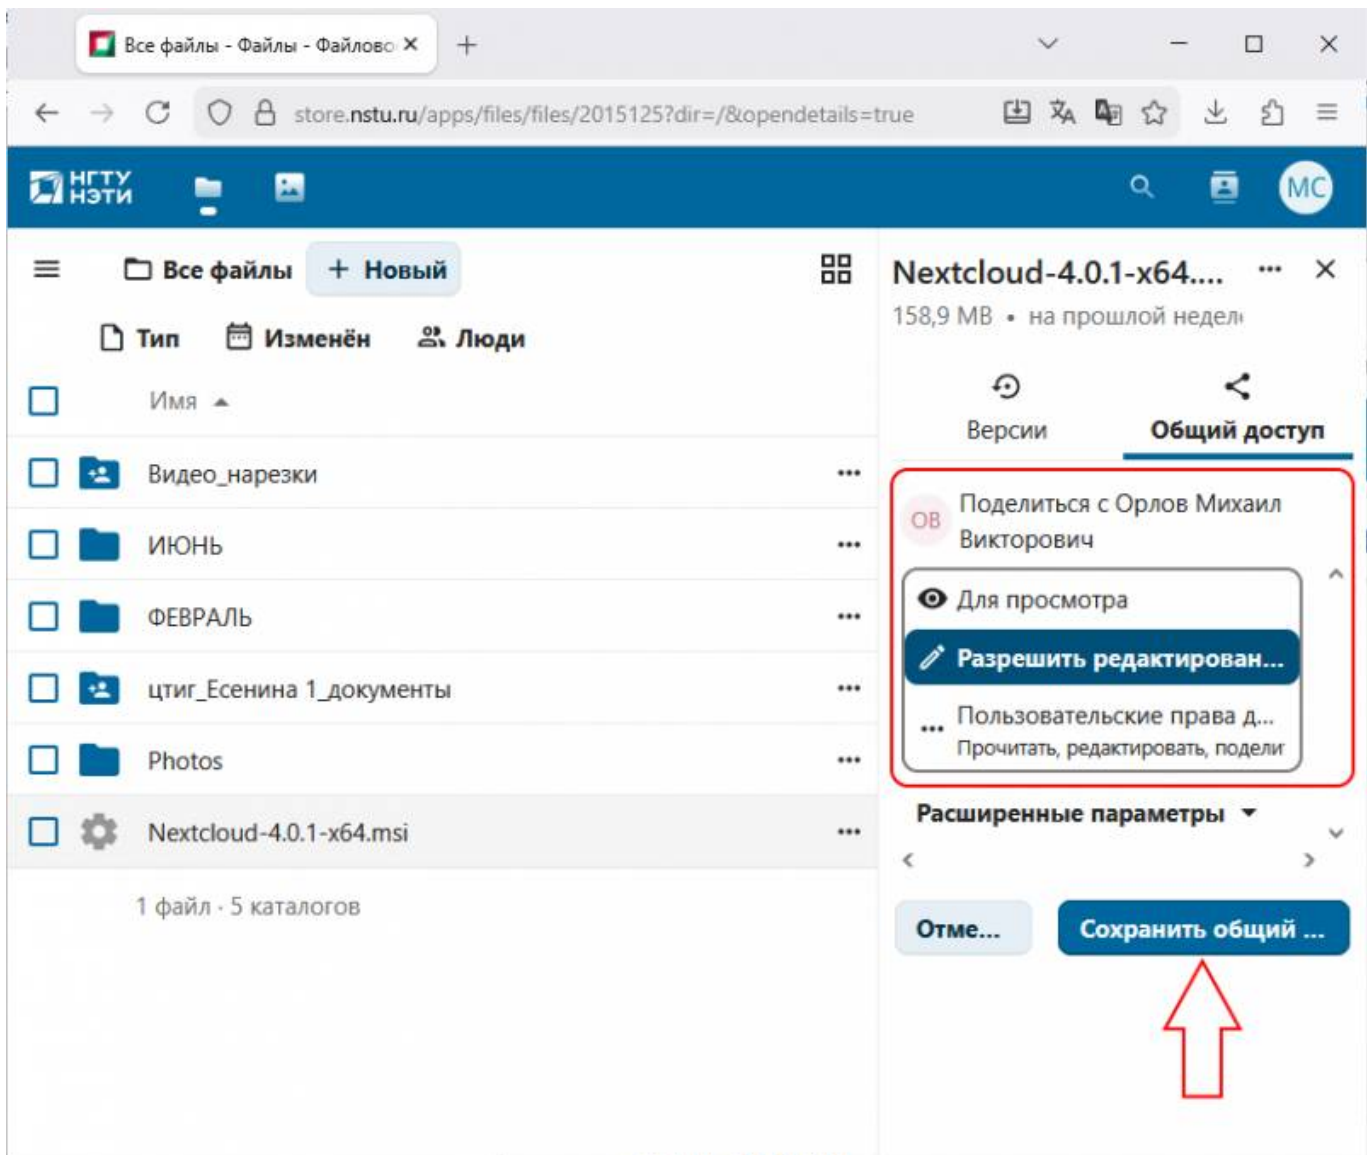 Все файлы - Файлы - Файлово
store.nstu.ru/apps/files/files/2015125?dir=/&opendetails=true
НГТУ
НЭТИ
МС
Все файлы
+ Новый
Тип
Изменён
Люди
Имя
Видео_нарезки
ИЮНЬ
ФЕВРАЛЬ
цтиг_Есенина 1_документы
Photos
Nextcloud-4.0.1-x64.msi
1 файл · 5 каталогов
Nextcloud-4.0.1-x64....
158,9 MB • на прошлой недел
Версии
Общий доступ
ОВ
Поделиться с Орлов Михаил
Викторович
Для просмотра
Разрешить редактирован...
Пользовательские права д...
Прочитать, редактировать, подели
Расширенные параметры
Отме...
Сохранить общий ...